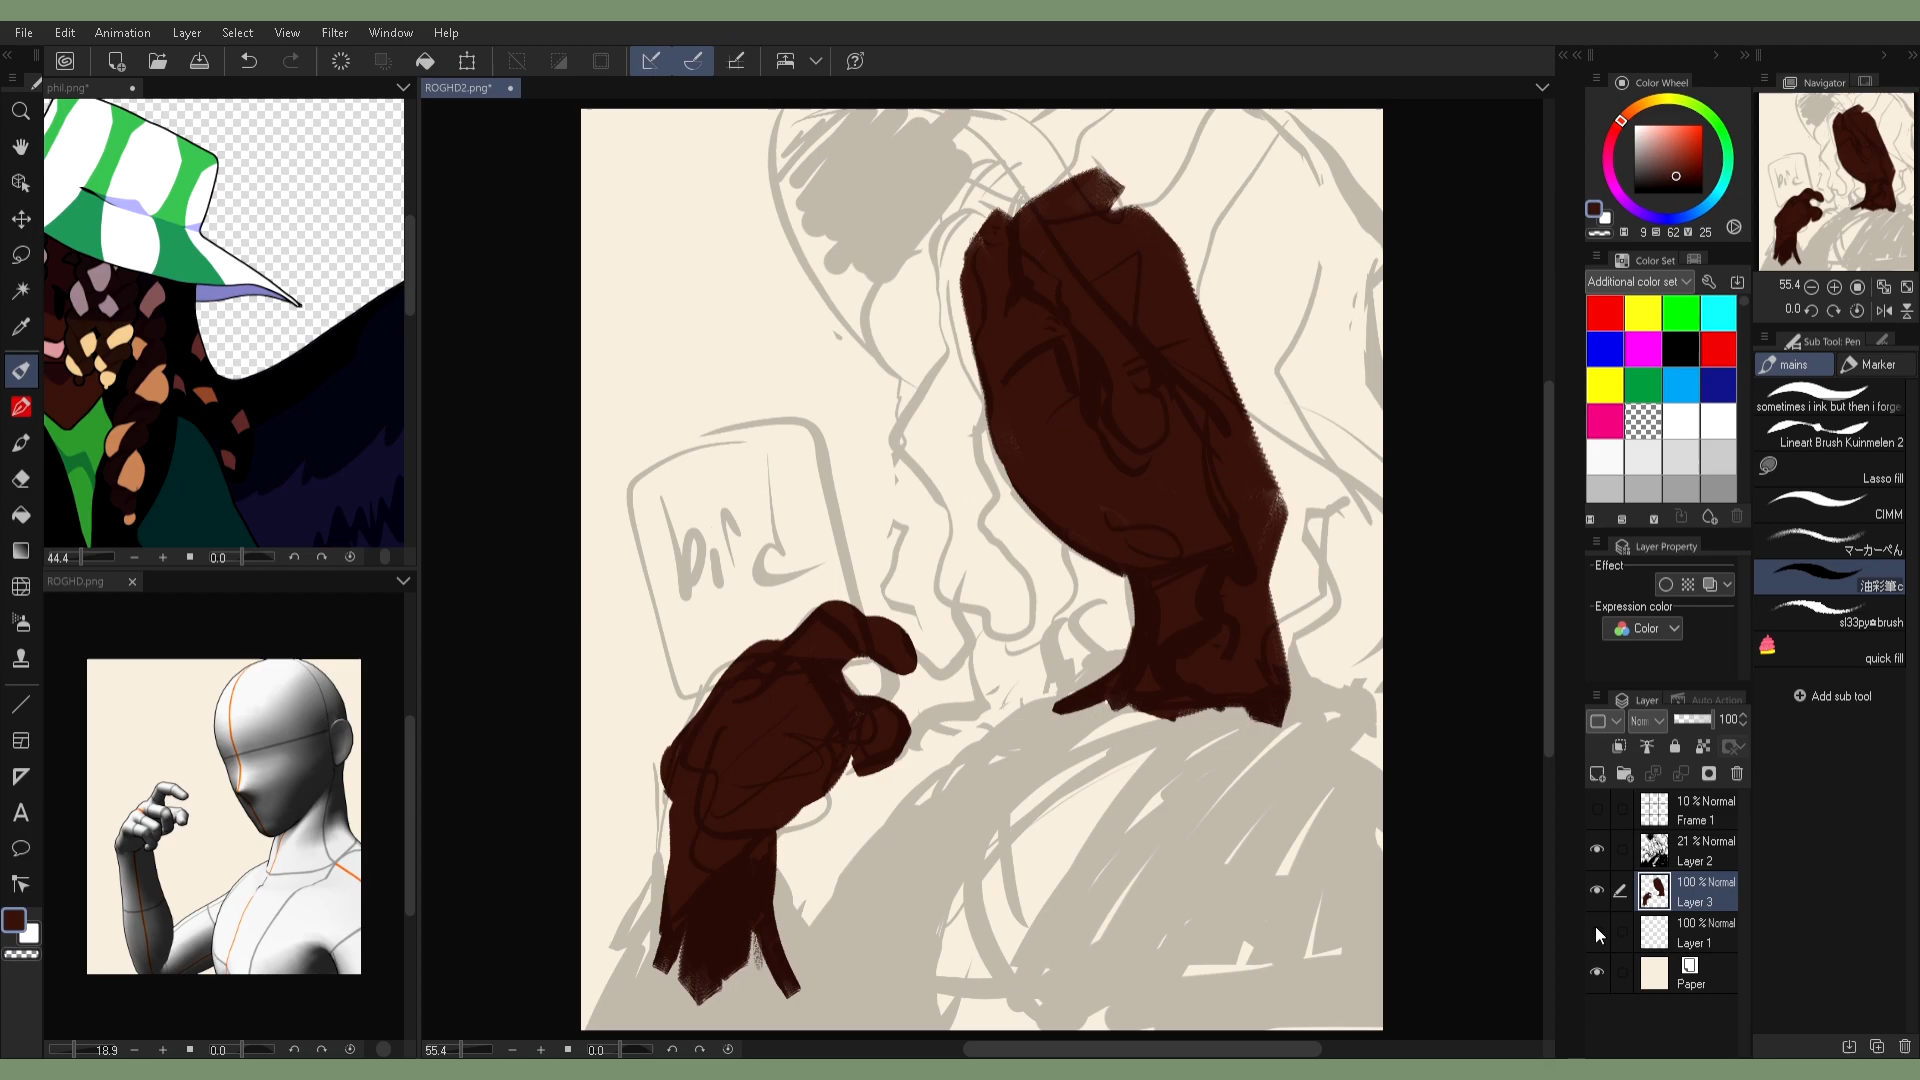 File Edit Animation Layer Select View Filter Window Help
phil.png*
ROGHD2.png*
Color Wheel
Navigator
bird
9 62 25
Color Set
Additional color set
55.4
0.0
Sub Tool: Pen
mains Marker
sometimes i ink but then i forge
Lineart Brush Kuinmelen 2
Lasso fill
CIMM
マーカーペん
油彩筆c
sl33py brush
quick fill
Add sub tool
Layer Property
Effect
Expression color
Color
44.4 0.0
ROGHD.png
bird
Layer Auto Action
Norm 100
10 % Normal
Frame 1
21 % Normal
Layer 2
100 % Normal
Layer 3
100 % Normal
Layer 1
Paper
18.9 0.0
55.4 0.0